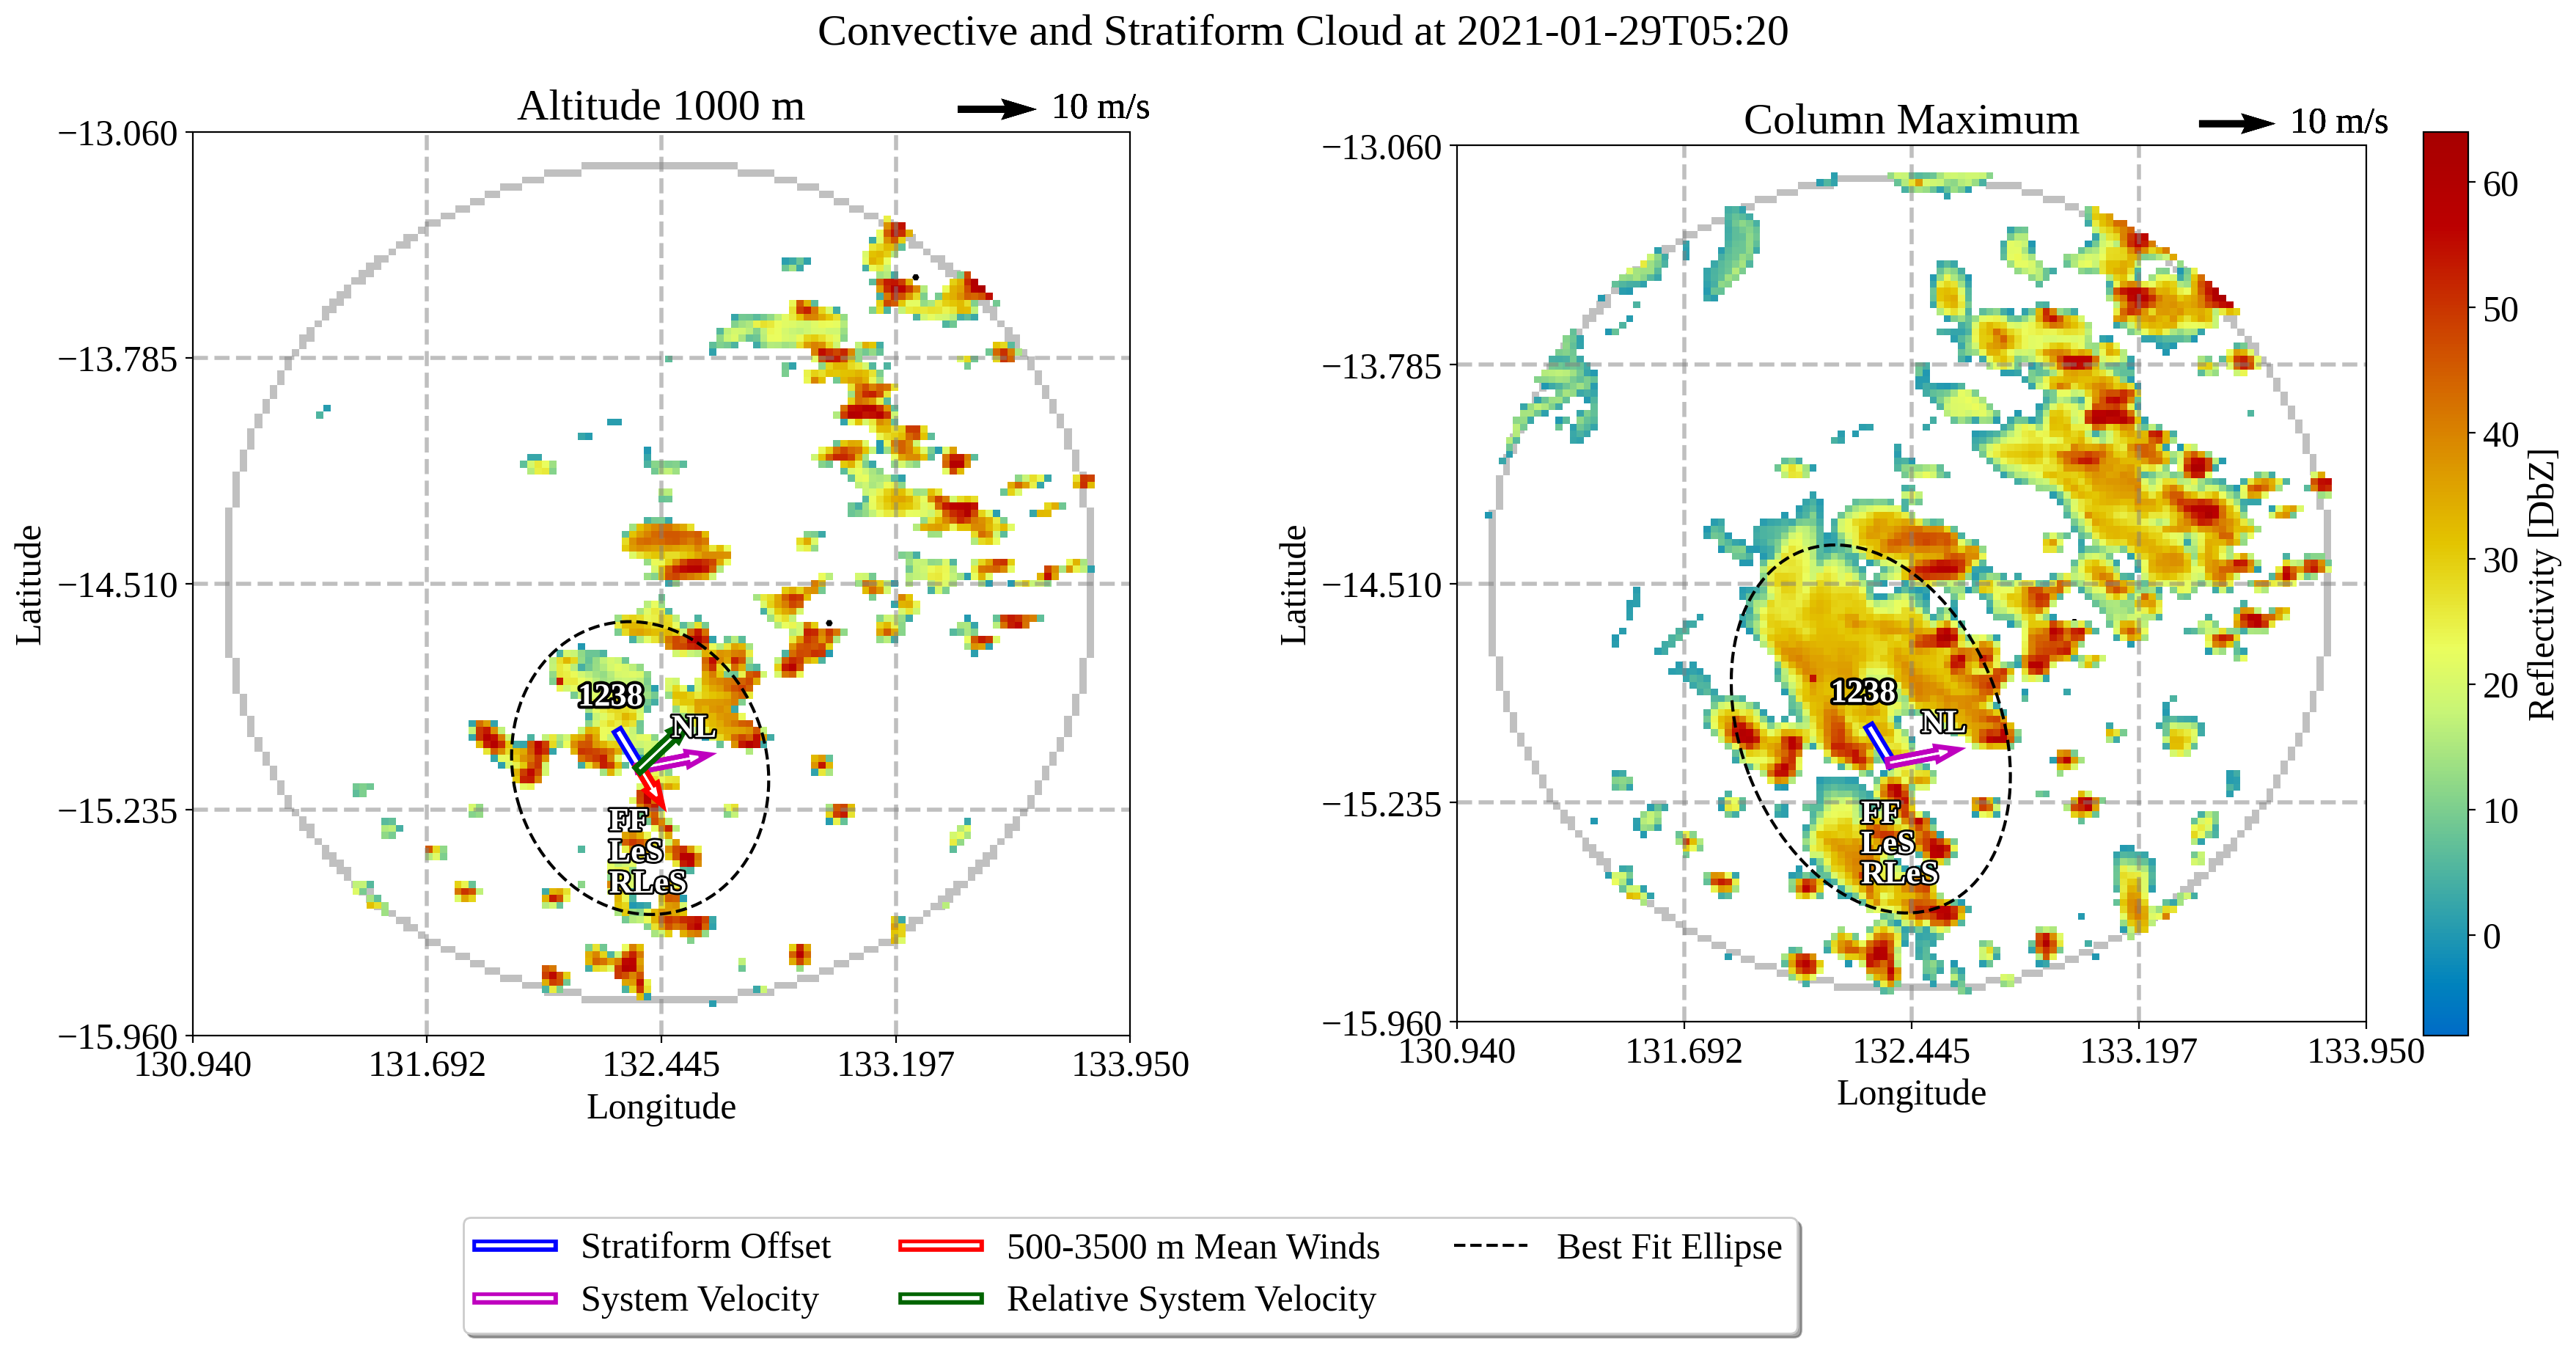 Convective and Stratiform Cloud at 2021-01-29T05:20
Altitude 1000 m
10 m/s
−13.060
−13.785
−14.510
−15.235
−15.960
Latitude
130.940
131.692
132.445
133.197
133.950
Longitude
1238
NL
FF
LeS
RLeS
Column Maximum
10 m/s
−13.060
−13.785
−14.510
−15.235
−15.960
Latitude
130.940
131.692
132.445
133.197
133.950
Longitude
1238
NL
FF
LeS
RLeS
60
50
40
30
20
10
0
Reflectivity [DbZ]
Stratiform Offset
System Velocity
500-3500 m Mean Winds
Relative System Velocity
Best Fit Ellipse